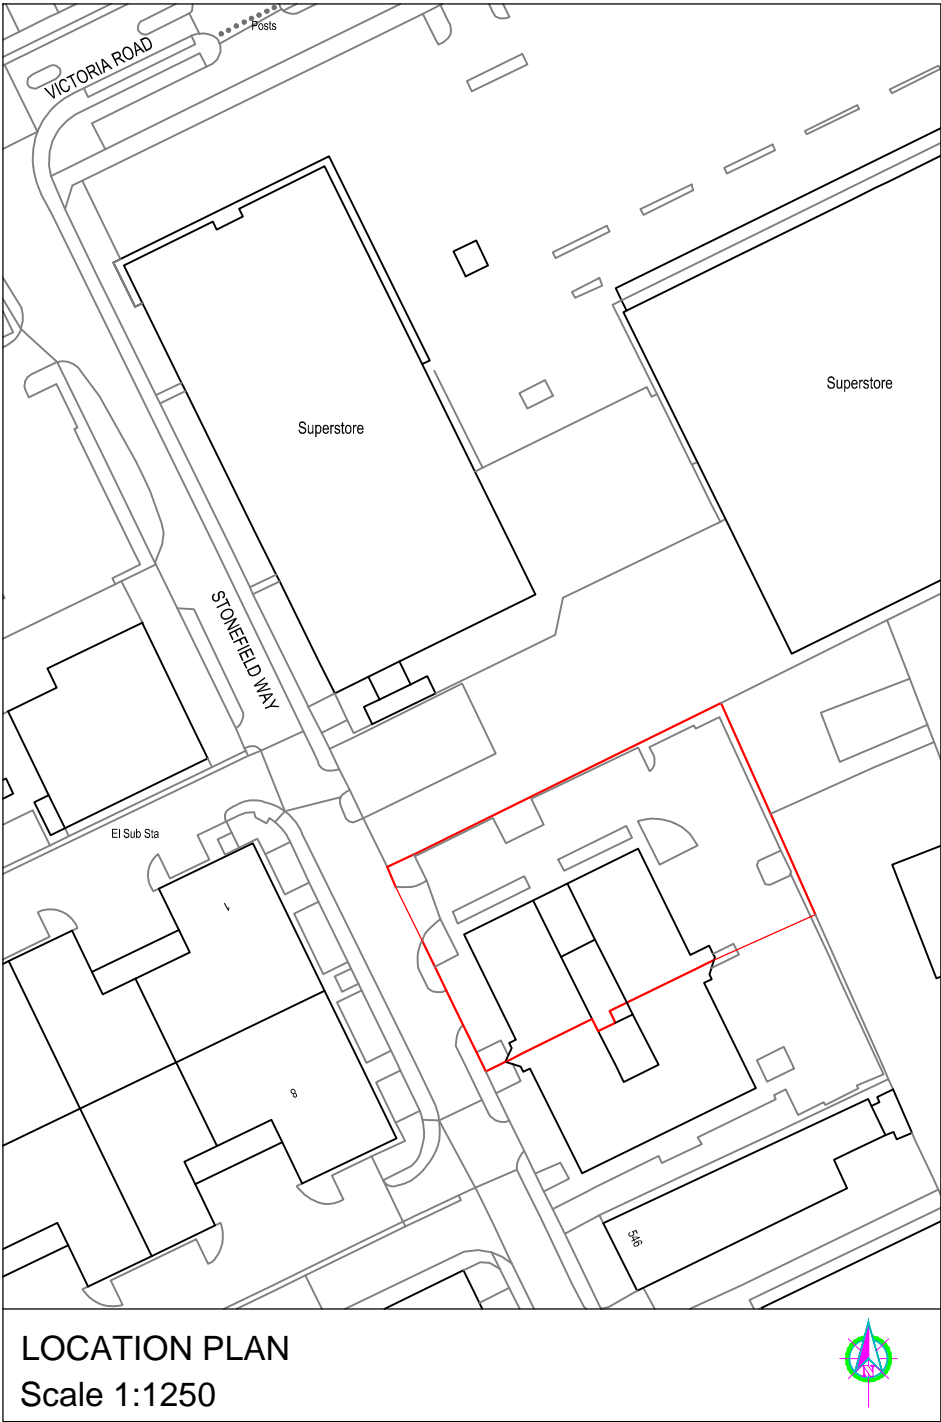 Posts
VICTORIA ROAD
Superstore
Superstore
STONEFIELD WAY
El Sub Sta
1
8
546
LOCATION PLAN
Scale 1:1250
N